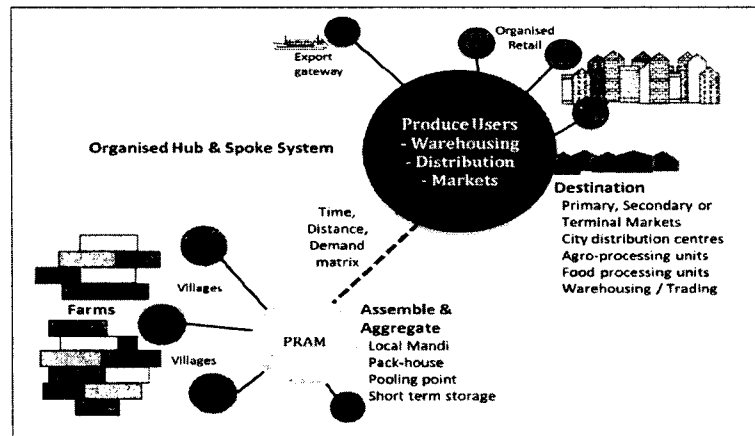 Export
gateway
Organised
Retail
Organised Hub & Spoke System
Produce Users
- Warehousing
- Distribution
- Markets
Destination
Primary, Secondary or
Terminal Markets
City distribution centres
Agro-processing units
Food processing units
Warehousing / Trading
Time,
Distance,
Demand
matrix
Villages
Farms
Villages
PRAM
Assemble &
Aggregate
Local Mandi
Pack-house
Pooling point
Short term storage